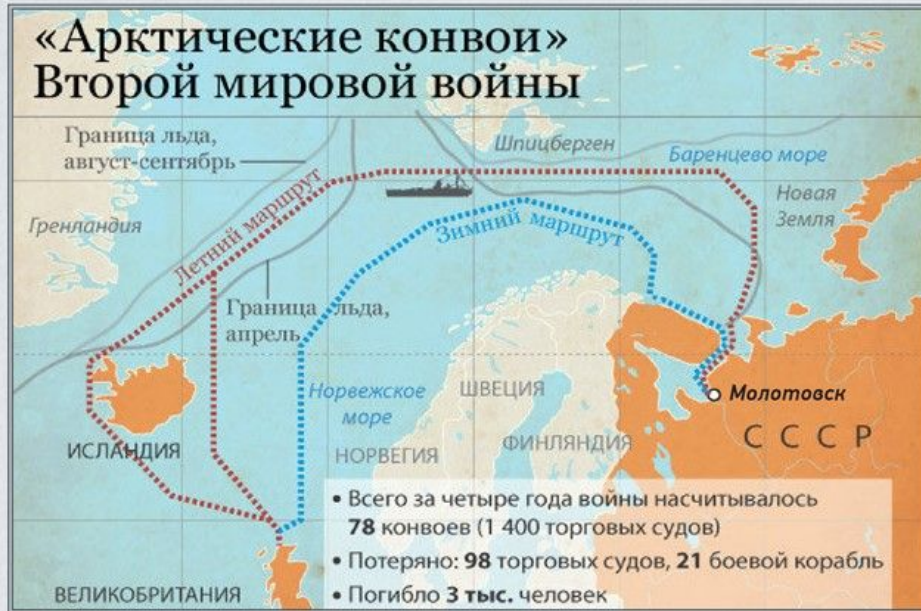 «Арктические конвои»
Второй мировой войны
Граница льда,
август-сентябрь
Шпицберген
Баренцево море
Новая
Земля
Гренландия
Летний маршрут
Зимний маршрут
Граница льда,
апрель
Норвежское
море
ШВЕЦИЯ
Молотовск
СССР
ИСЛАНДИЯ
НОРВЕГИЯ
ФИНЛЯНДИЯ
• Всего за четыре года войны насчитывалось
78 конвоев (1 400 торговых судов)
• Потеряно: 98 торговых судов, 21 боевой корабль
• Погибло 3 тыс. человек
ВЕЛИКОБРИТАНИЯ